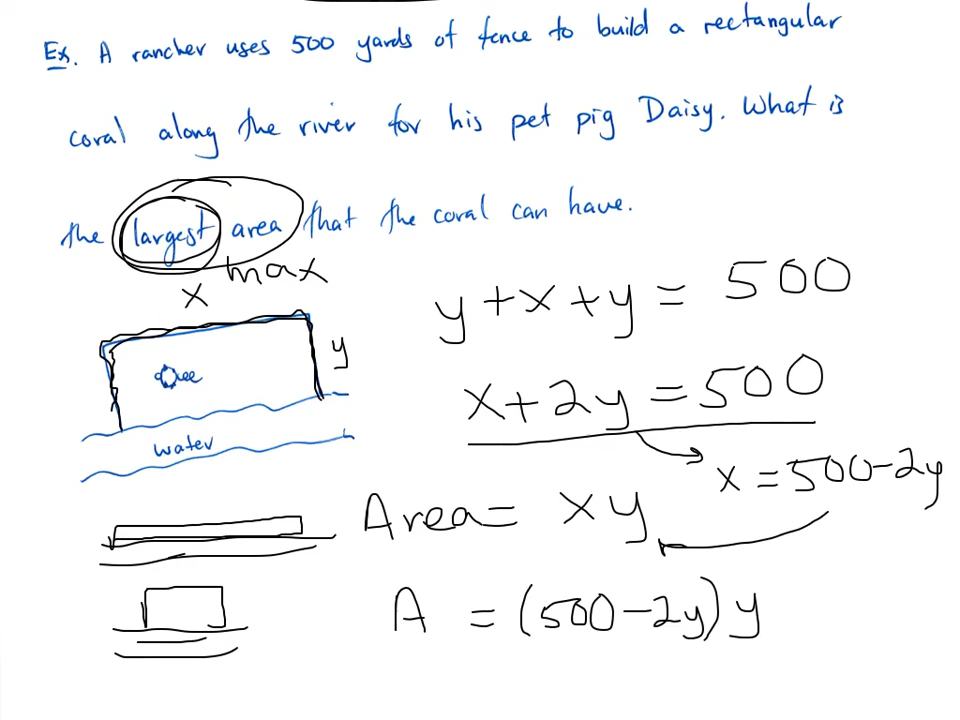 Ex. A rancher uses 500 yards of fence to build a rectangular
coral along the river for his pet pig Daisy. What is
the largest area that the coral can have.
max
x
y + x + y = 500
y
x + 2y = 500
water
x = 500 - 2y
Area = xy
A = (500 - 2y) y